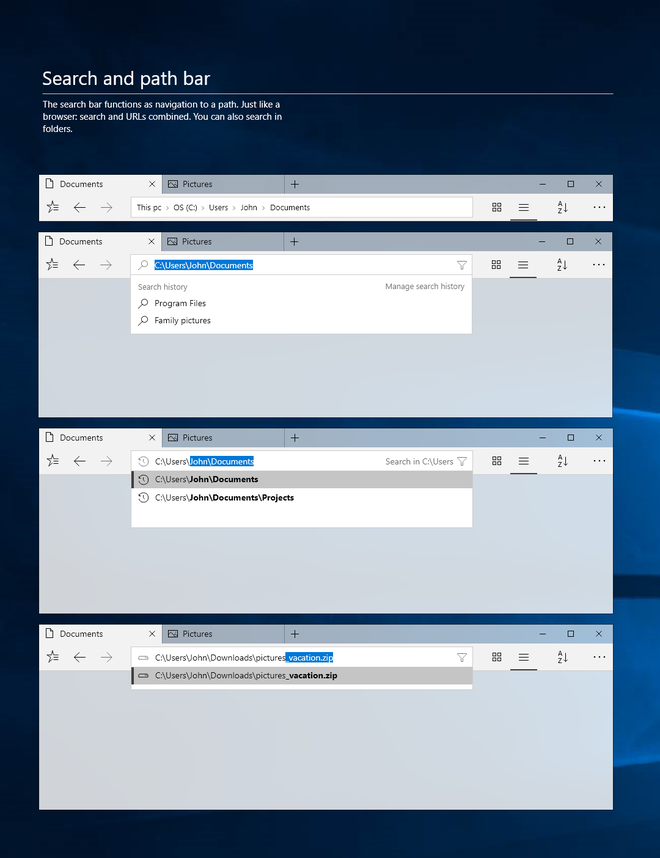 Search and path bar
The search bar functions as navigation to a path. Just like a
browser: search and URLs combined. You can also search in
folders.
Documents Pictures
This pc > OS (C:) > Users > John > Documents
A
Z
Documents Pictures
C:\Users\John\Documents
A
Z
Search history Manage search history
Program Files
Family pictures
Documents Pictures
C:\Users\John\Documents Search in C:\Users
A
Z
C:\Users\John\Documents
C:\Users\John\Documents\Projects
Documents Pictures
C:\Users\John\Downloads\pictures_vacation.zip
A
Z
C:\Users\John\Downloads\pictures_vacation.zip